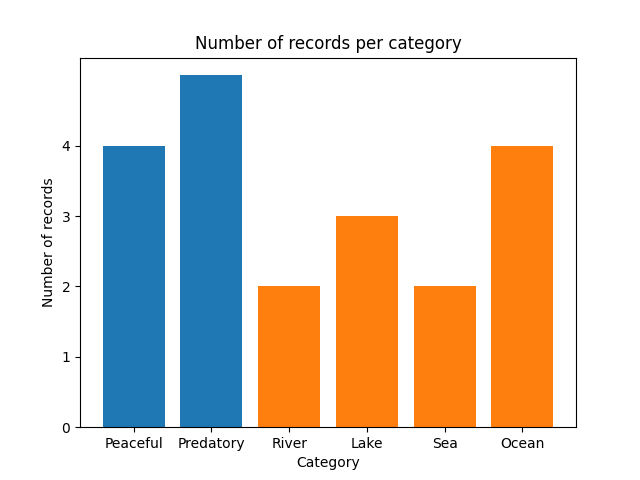 Number of records per category
Number of records
4
3
2
1
0
Peaceful Predatory River Lake Sea Ocean
Category